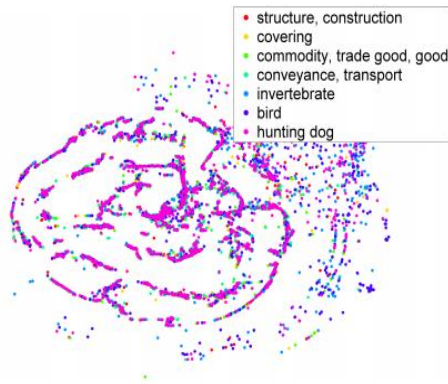 structure, construction
covering
commodity, trade good, good
conveyance, transport
invertebrate
bird
hunting dog